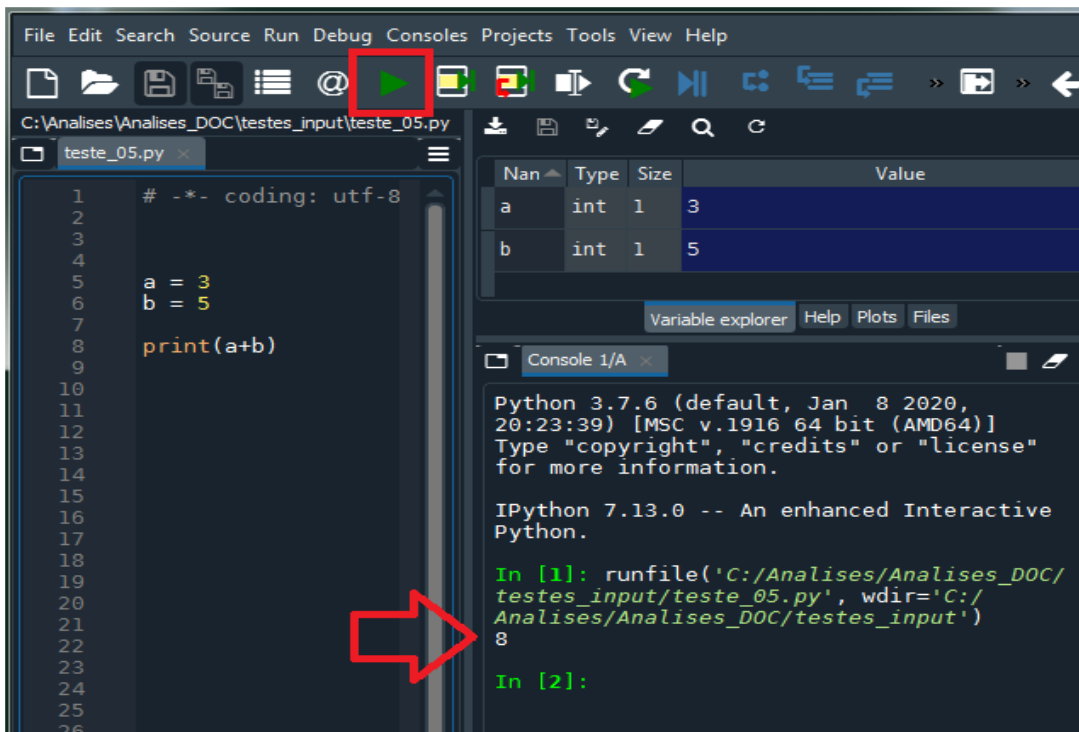 File Edit Search Source Run Debug Consoles Projects Tools View Help
C:\Analises\Analises_DOC\testes_input\teste_05.py
teste_05.py
1 # -*- coding: utf-8
2
3
4
5 a = 3
6 b = 5
7
8 print(a+b)
9
10
11
12
13
14
15
16
17
18
19
20
21
22
23
24
25
26
Nan Type Size Value
a int 1 3
b int 1 5
Variable explorer Help Plots Files
Console 1/A
Python 3.7.6 (default, Jan 8 2020,
20:23:39) [MSC v.1916 64 bit (AMD64)]
Type "copyright", "credits" or "license"
for more information.
IPython 7.13.0 -- An enhanced Interactive
Python.
In [1]: runfile('C:/Analises/Analises_DOC/
testes_input/teste_05.py', wdir='C:/
Analises/Analises_DOC/testes_input')
8
In [2]: